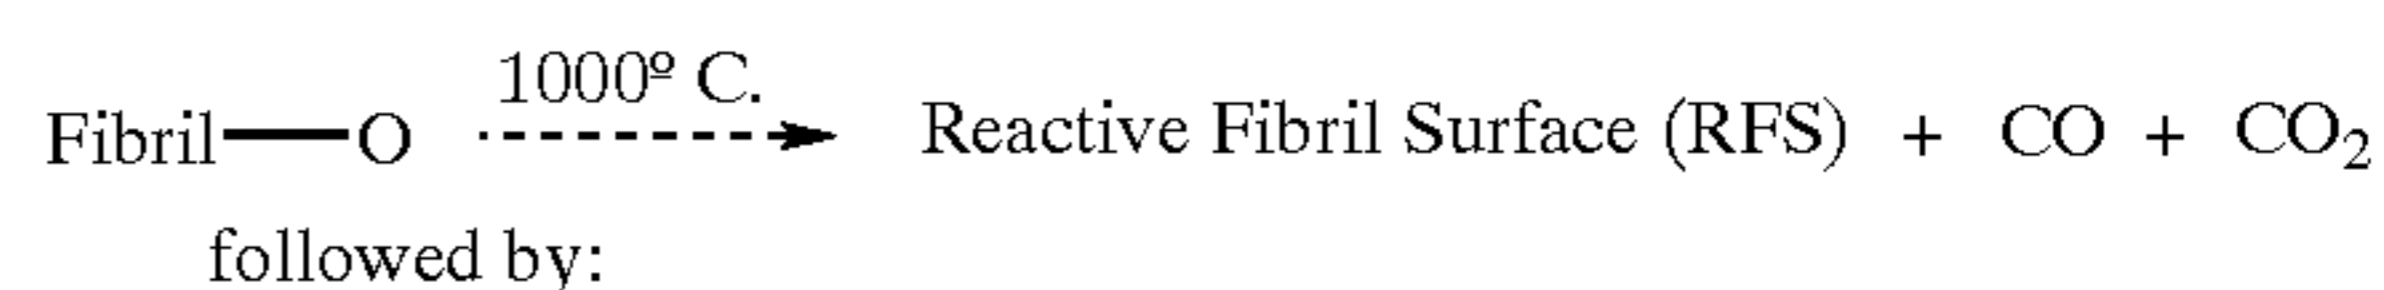 1000º C.
Fibril—O ----> Reactive Fibril Surface (RFS) + CO + CO₂
followed by: